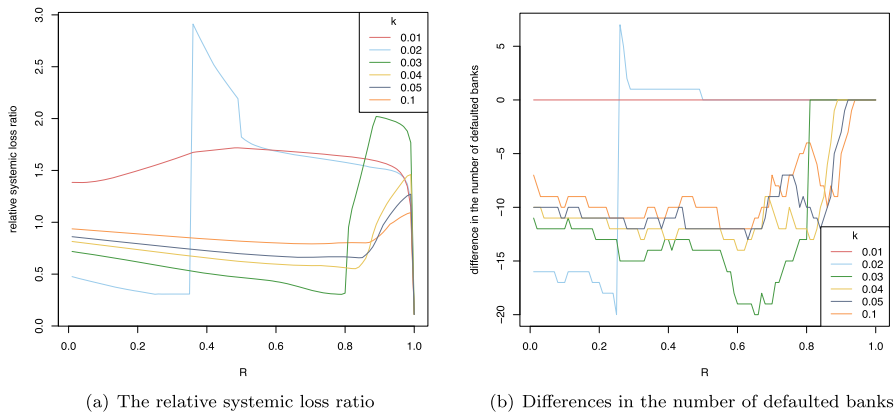 3.0
2.5
2.0
1.5
1.0
0.5
0.0
relative systemic loss ratio
k
0.01
0.02
0.03
0.04
0.05
0.1
0.0 0.2 0.4 0.6 0.8 1.0
R
(a) The relative systemic loss ratio
5
0
−5
−10
−15
−20
difference in the number of defaulted banks
k
0.01
0.02
0.03
0.04
0.05
0.1
0.0 0.2 0.4 0.6 0.8 1.0
R
(b) Differences in the number of defaulted banks